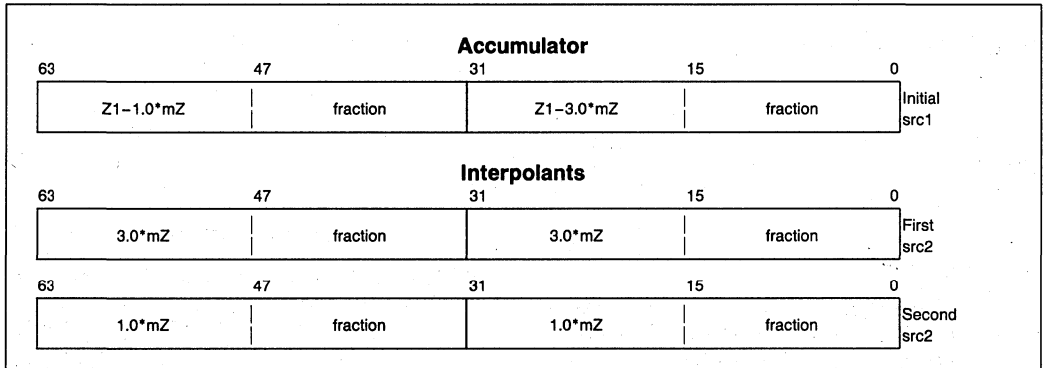 Accumulator
63 47 31 15 0
Z1–1.0*mZ fraction Z1–3.0*mZ fraction Initial
src1
Interpolants
63 47 31 15 0
3.0*mZ fraction 3.0*mZ fraction First
src2
63 47 31 15 0
1.0*mZ fraction 1.0*mZ fraction Second
src2